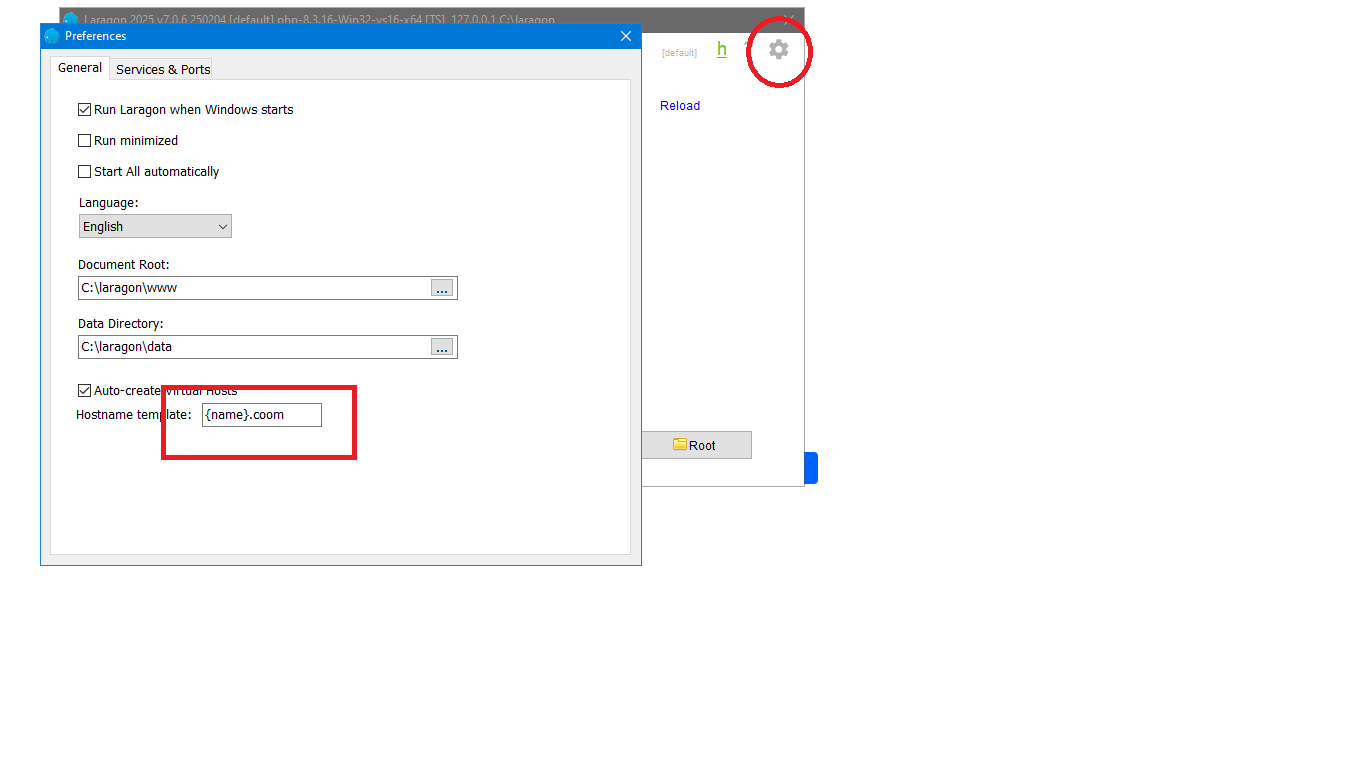 Laragon 2025 v7.0.6 250204 [default] php-8.3.16-Win32-vs16-x64 [TS] 127.0.0.1 C:\laragon
Preferences
[default] h
General Services & Ports
Reload
Run Laragon when Windows starts
Run minimized
Start All automatically
Language:
English
Document Root:
C:\laragon\www
...
Data Directory:
C:\laragon\data
...
Auto-create Virtual Hosts
Hostname template: {name}.coom
Root